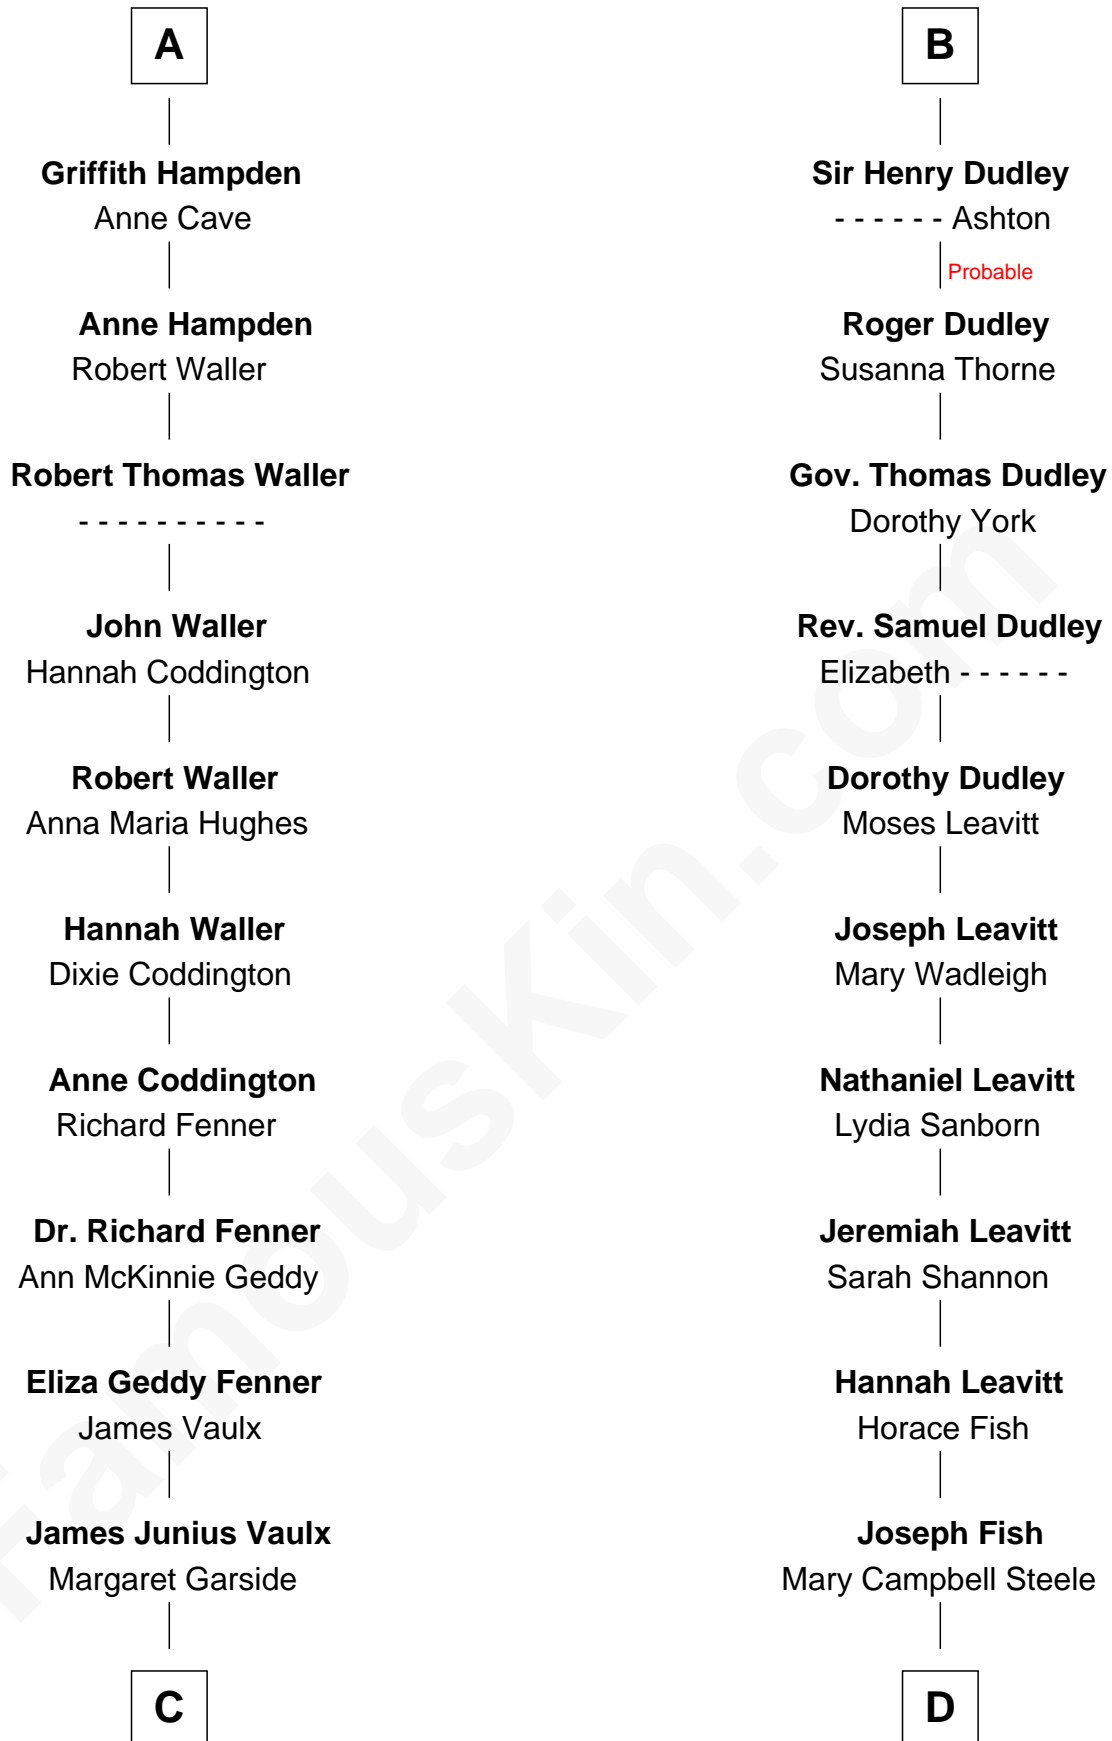 A
Griffith Hampden
Anne Cave
Anne Hampden
Robert Waller
Robert Thomas Waller
- - - - - - - - - -
John Waller
Hannah Coddington
Robert Waller
Anna Maria Hughes
Hannah Waller
Dixie Coddington
Anne Coddington
Richard Fenner
Dr. Richard Fenner
Ann McKinnie Geddy
Eliza Geddy Fenner
James Vaulx
James Junius Vaulx
Margaret Garside
C
B
Sir Henry Dudley
- - - - - - Ashton
Probable
Roger Dudley
Susanna Thorne
Gov. Thomas Dudley
Dorothy York
Rev. Samuel Dudley
Elizabeth - - - - - -
Dorothy Dudley
Moses Leavitt
Joseph Leavitt
Mary Wadleigh
Nathaniel Leavitt
Lydia Sanborn
Jeremiah Leavitt
Sarah Shannon
Hannah Leavitt
Horace Fish
Joseph Fish
Mary Campbell Steele
D
FamousKin.com